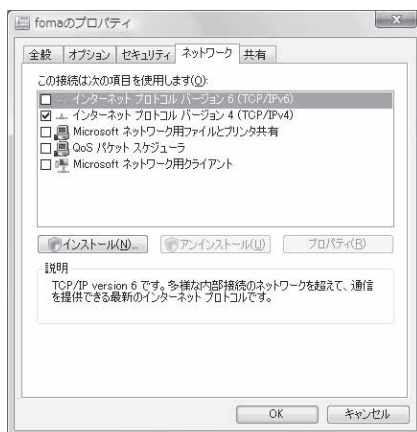 fomaのプロパティ
全般 オプション セキュリティ ネットワーク 共有
この接続は次の項目を使用します(O):
インターネット プロトコル バージョン 6 (TCP/IPv6)
インターネット プロトコル バージョン 4 (TCP/IPv4)
Microsoft ネットワーク用ファイルとプリンタ共有
QoS パケット スケジューラ
Microsoft ネットワーク用クライアント
インストール(N)... アンインストール(U) プロパティ(R)
説明
TCP/IP version 6 です。多様な内部接続のネットワークを超えて、通信
を提供できる最新のインターネット プロトコルです。
OK キャンセル